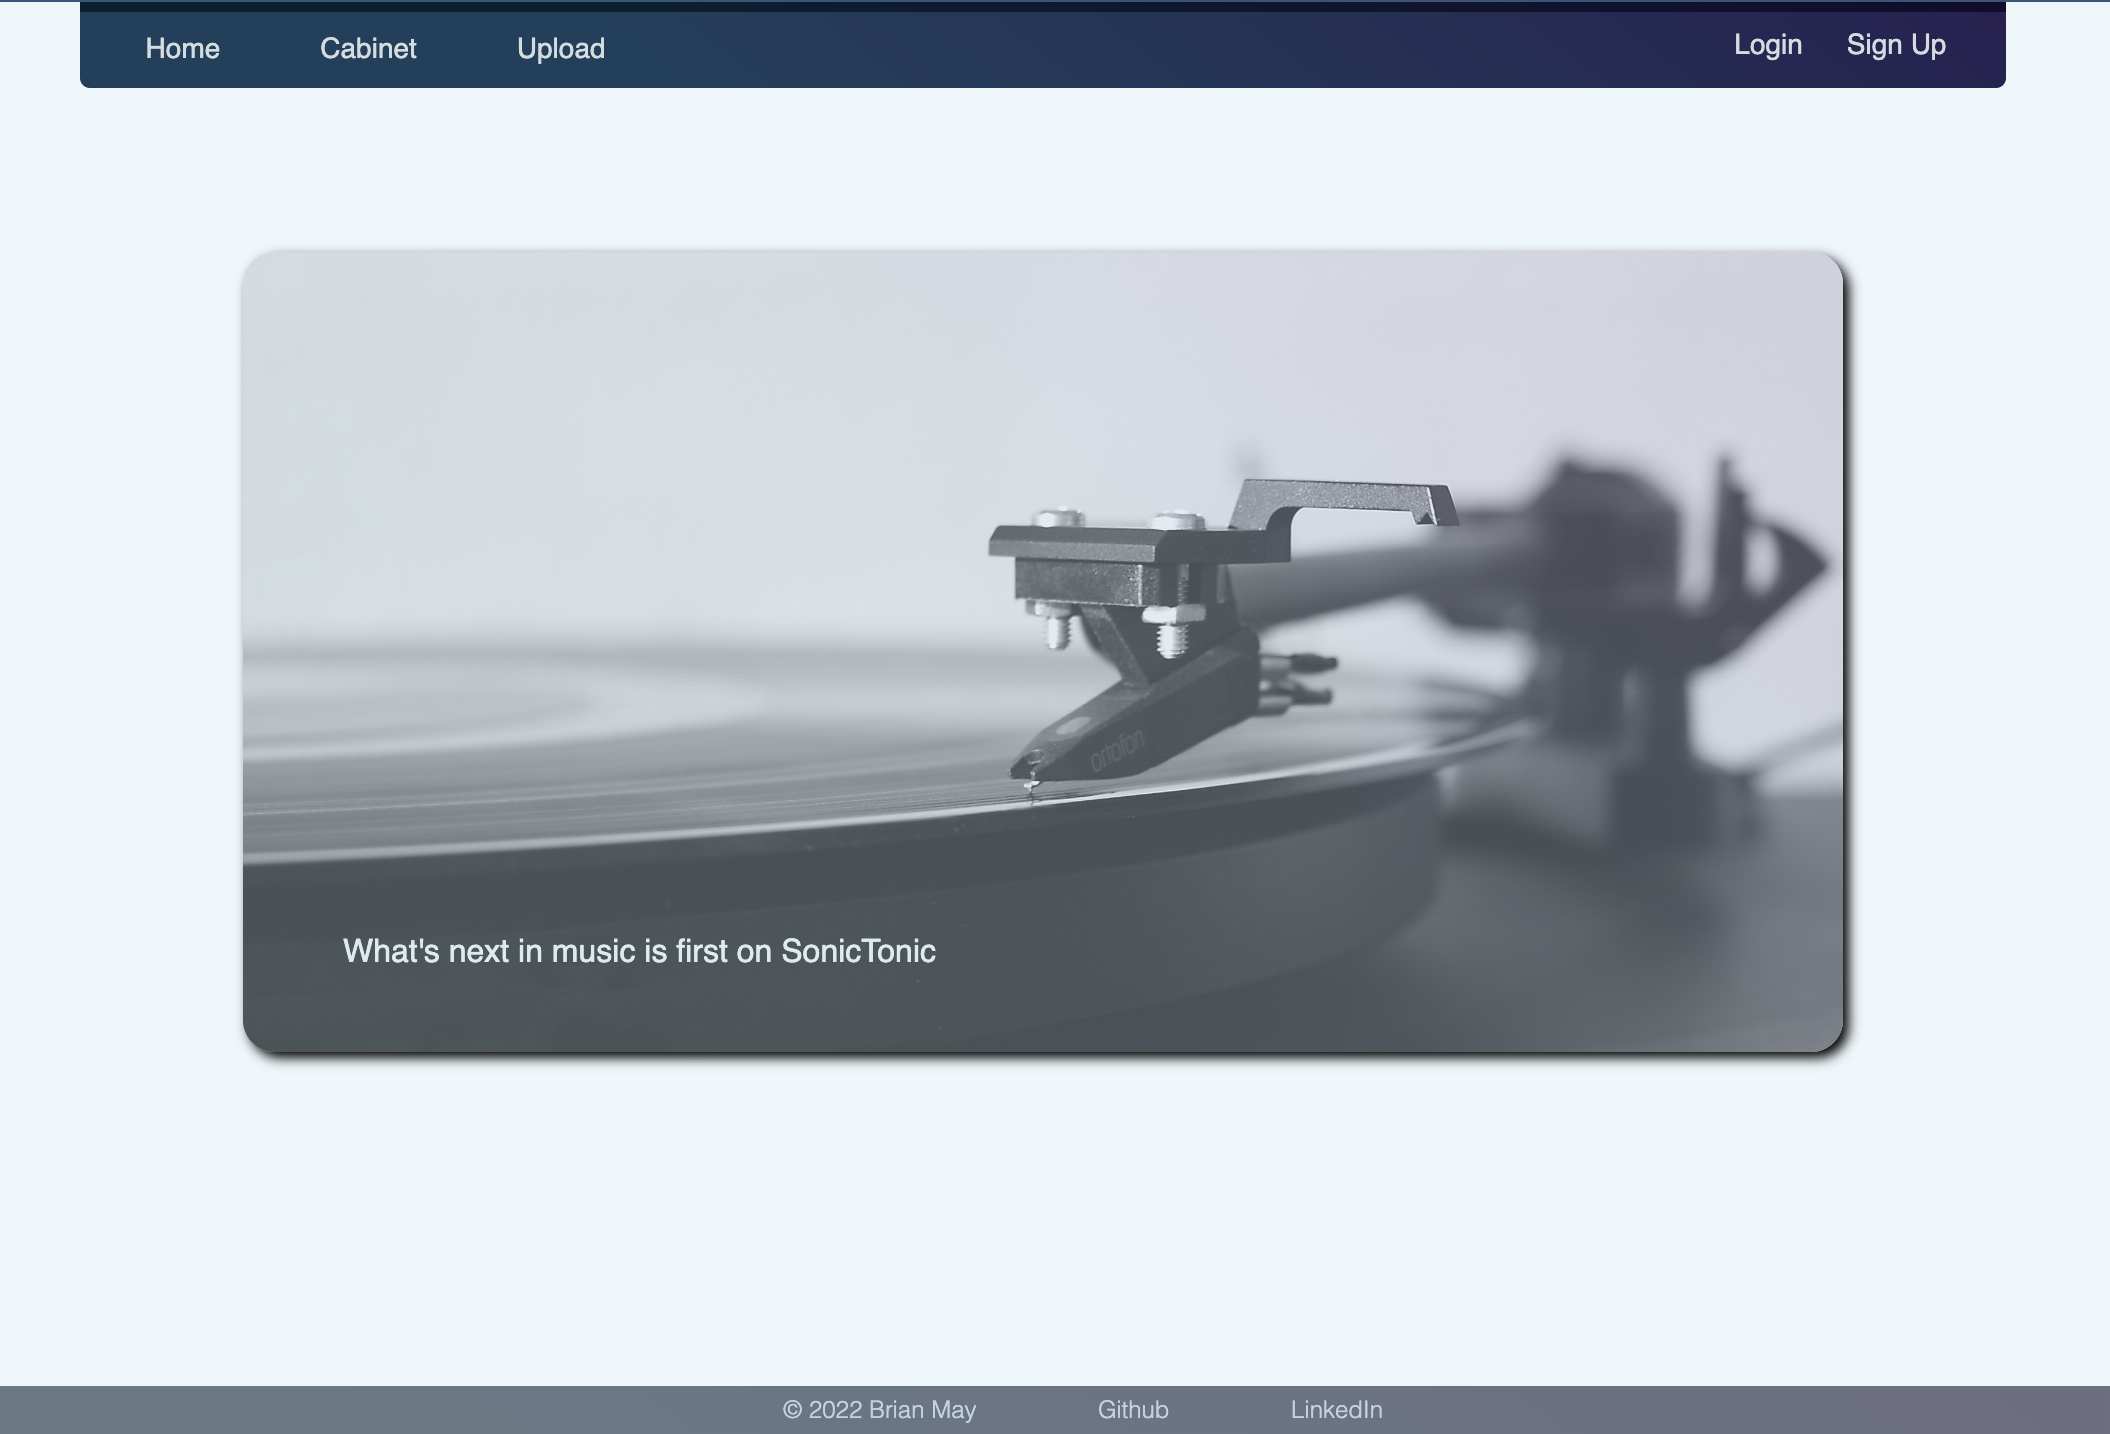 Home Cabinet Upload Login Sign Up
ortofon
What's next in music is first on SonicTonic
© 2022 Brian May Github LinkedIn